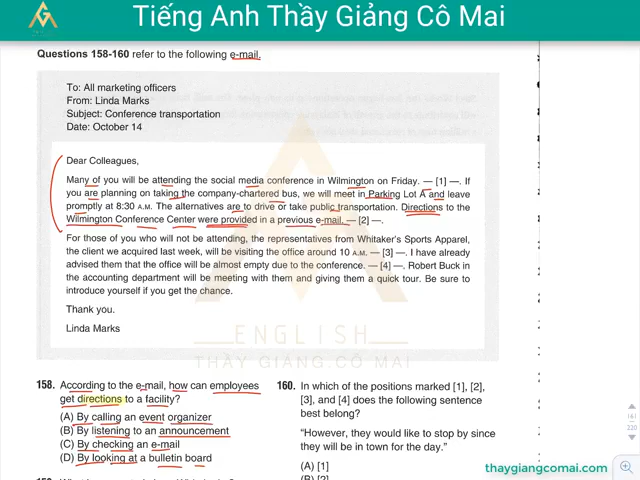 Tiếng Anh Thầy Giảng Cô Mai
Questions 158-160 refer to the following e-mail.
To: All marketing officers
From: Linda Marks
Subject: Conference transportation
Date: October 14
Dear Colleagues,
Many of you will be attending the social media conference in Wilmington on Friday. — [1] —. If
you are planning on taking the company-chartered bus, we will meet in Parking Lot A and leave
promptly at 8:30 A.M. The alternatives are to drive or take public transportation. Directions to the
Wilmington Conference Center were provided in a previous e-mail. — [2] —.
For those of you who will not be attending, the representatives from Whitaker's Sports Apparel,
the client we acquired last week, will be visiting the office around 10 A.M. — [3] —. I have already
advised them that the office will be almost empty due to the conference. — [4] —. Robert Buck in
the accounting department will be meeting with them and giving them a quick tour. Be sure to
introduce yourself if you get the chance.
Thank you.
Linda Marks
ENGLISH
THẦY GIẢNG CÔ MAI
158. According to the e-mail, how can employees
get directions to a facility?
(A) By calling an event organizer
(B) By listening to an announcement
(C) By checking an e-mail
(D) By looking at a bulletin board
160. In which of the positions marked [1], [2],
[3], and [4] does the following sentence
best belong?
"However, they would like to stop by since
they will be in town for the day."
(A) [1]
161
220
thaygiangcomai.com